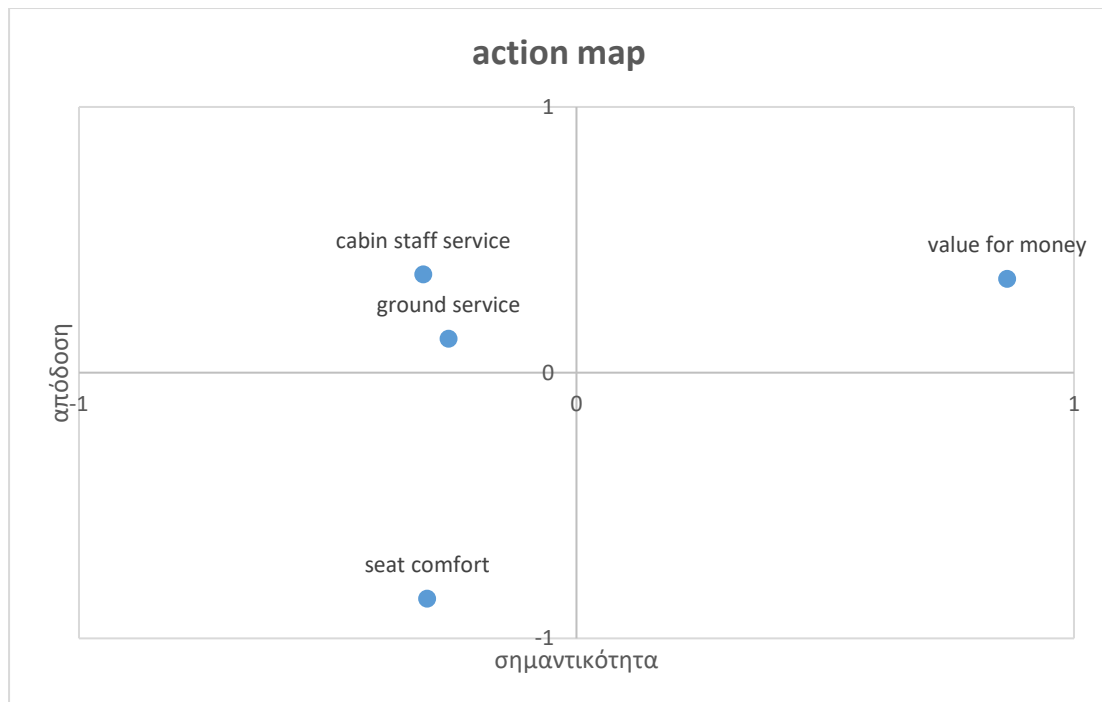 action map
1
cabin staff service
value for money
ground service
απόδοση
0
-1
0
1
seat comfort
-1
σημαντικότητα